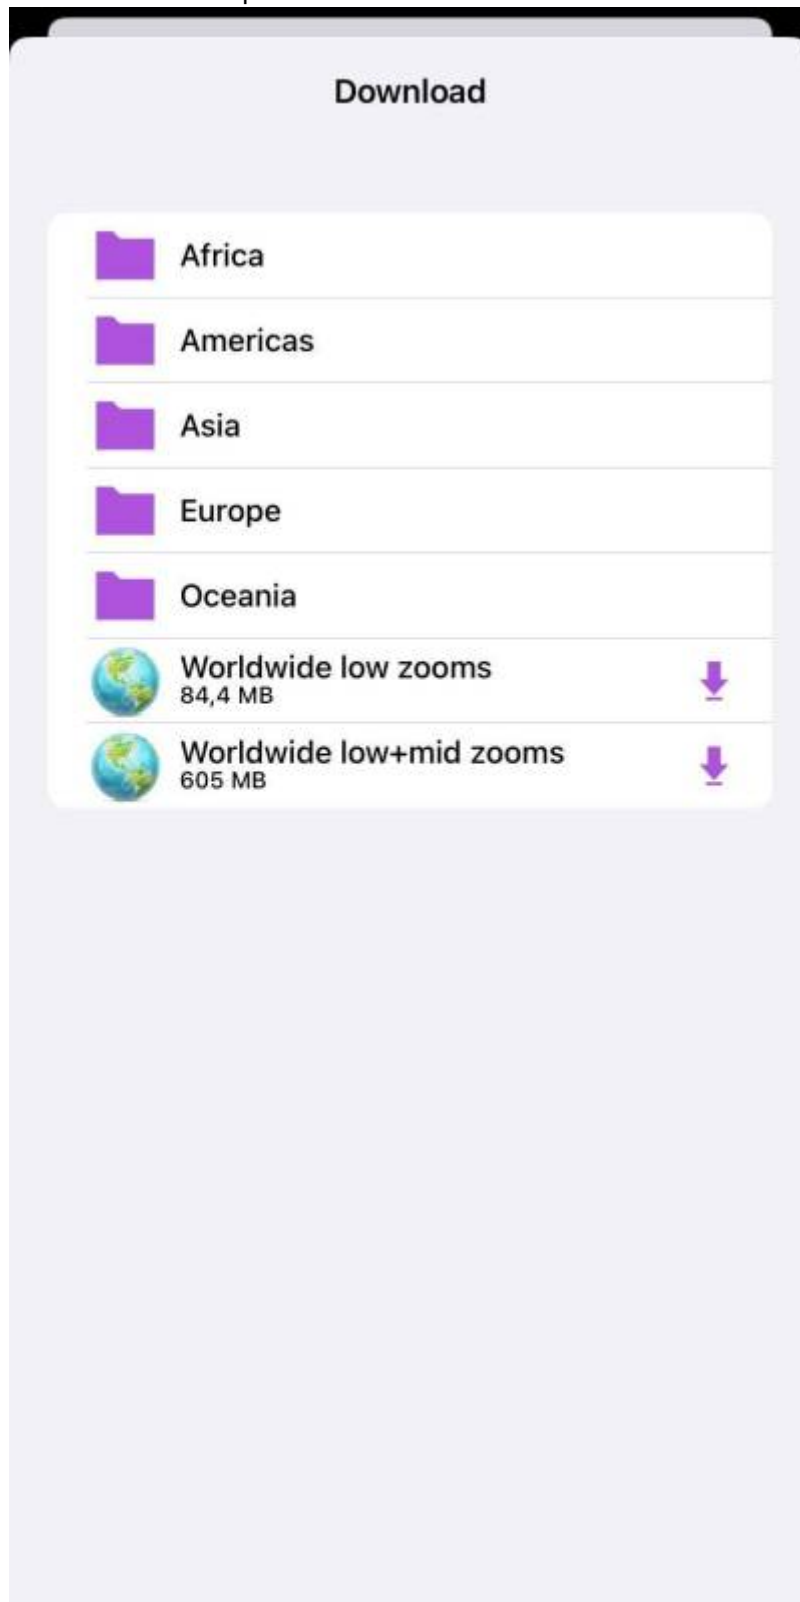 Download
Africa
Americas
Asia
Europe
Oceania
Worldwide low zooms
84,4 MB
Worldwide low+mid zooms
605 MB